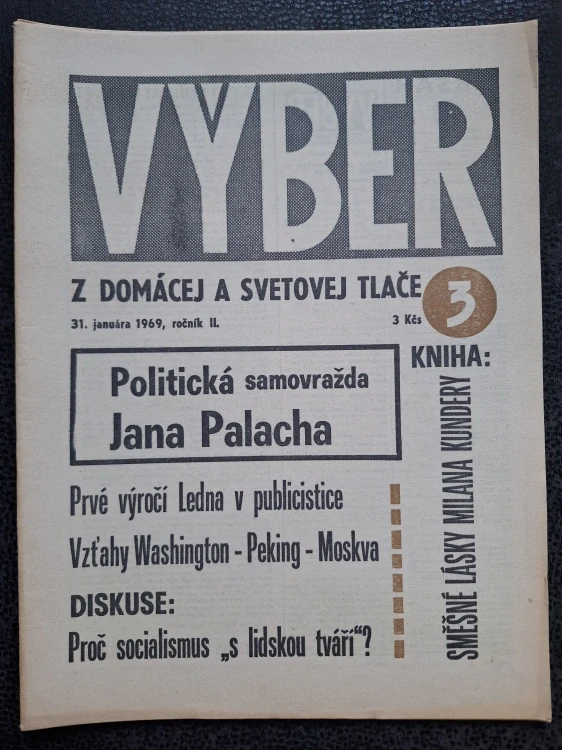 VÝBER
Z DOMÁCEJ A SVETOVEJ TLAČE
3
31. januára 1969, ročník II.
3 Kčs
Politická samovražda
Jana Palacha
KNIHA:
SMĚŠNÉ LÁSKY MILANA KUNDERY
Prvé výročí Ledna v publicistice
Vzťahy Washington - Peking - Moskva
DISKUSE:
Proč socialismus „s lidskou tváří“?